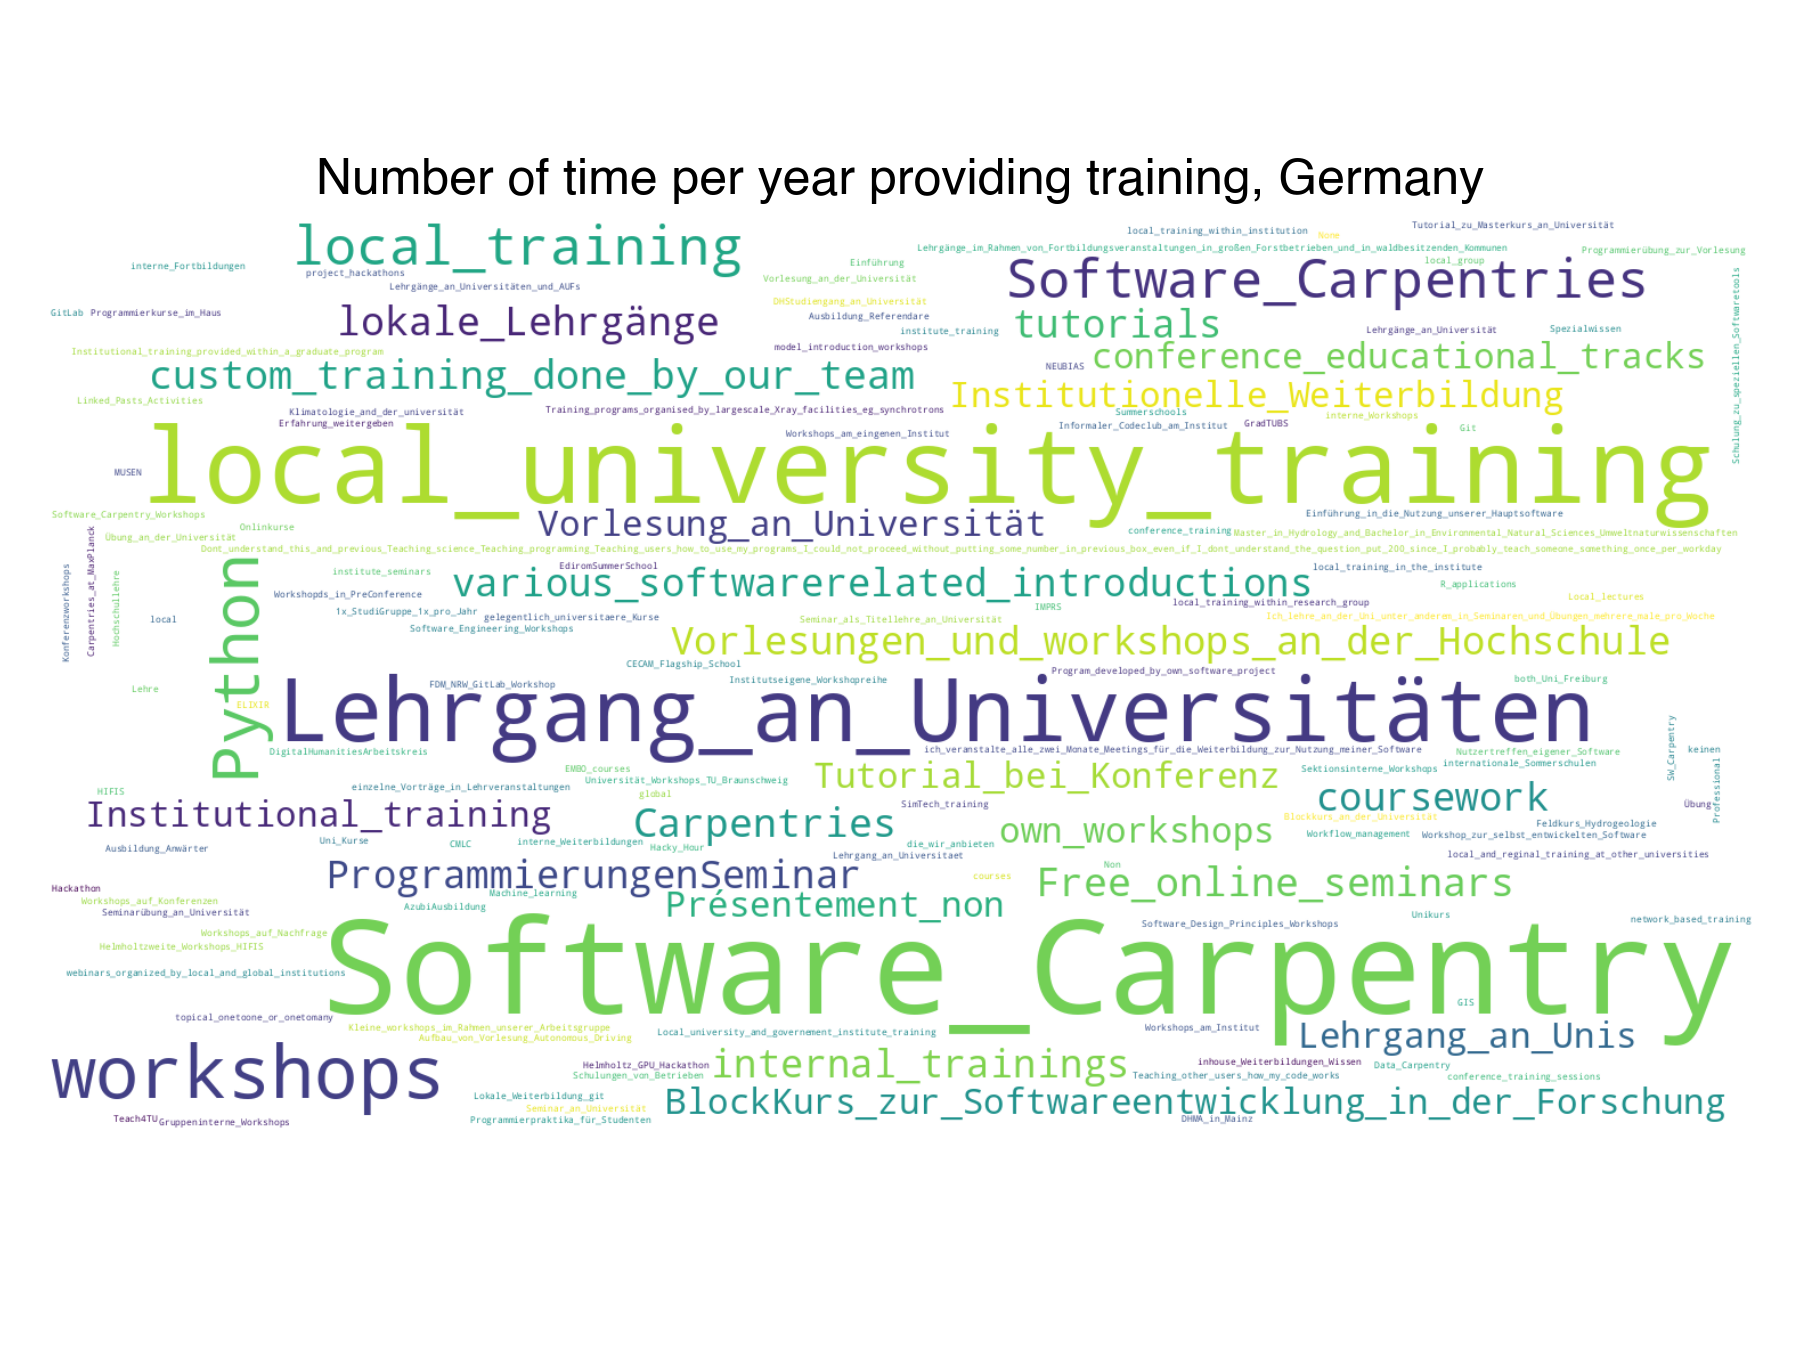 Number of time per year providing training, Germany
local_training
local_training_within_institution
Tutorial_zu_Masterkurs_an_Universität
None
Lehrgänge_im_Rahmen_von_Fortbildungsveranstaltungen_in_großen_Forstbetrieben_und_in_waldbesitzenden_Kommunen
Programmierübung_zur_Vorlesung
interne_Fortbildungen
project_hackathons
Einführung
local_group
Software_Carpentries
Vorlesung_an_der_Universität
Lehrgänge_an_Universitäten_und_AUFs
DHStudiengang_an_Universität
GitLab
Programmierkurse_im_Haus
lokale_Lehrgänge
Ausbildung_Referendare
institute_training
tutorials
Lehrgänge_an_Universität
Spezialwissen
Schulung_zu_speziellen_Softwaretools
Institutional_training_provided_within_a_graduate_program
model_introduction_workshops
conference_educational_tracks
custom_training_done_by_our_team
NEUBIAS
Institutionelle_Weiterbildung
Linked_Pasts_Activities
Klimatologie_and_der_universität
Training_programs_organised_by_largescale_Xray_facilities_eg_synchrotrons
Summerschools
interne_Workshops
Erfahrung_weitergeben
Workshops_am_eingenen_Institut
Informaler_Codeclub_am_Institut
GradTUBS
Git
local_university_training
MUSEN
Software_Carpentry_Workshops
Onlinkurse
Vorlesung_an_Universität
Einführung_in_die_Nutzung_unserer_Hauptsoftware
conference_training
Master_in_Hydrology_and_Bachelor_in_Environmental_Natural_Sciences_Umweltnaturwissenschaften
Übung_an_der_Universität
Dont_understand_this_and_previous_Teaching_science_Teaching_programming_Teaching_users_how_to_use_my_programs_I_could_not_proceed_without_putting_some_number_in_previous_box_even_if_I_dont_understand_the_question_put_200_since_I_probably_teach_someone_something_once_per_workday
Konferenzworkshops
Carpentries_at_MaxPlanck
Hochschullehre
Python
institute_seminars
EdiromSummerSchool
local_training_in_the_institute
various_softwarerelated_introductions
R_applications
Workshopds_in_PreConference
local_training_within_research_group
Local_lectures
IMPRS
1x_StudiGruppe_1x_pro_Jahr
gelegentlich_universitaere_Kurse
local
Seminar_als_Titellehre_an_Universität
Ich_lehre_an_der_Uni_unter_anderem_in_Seminaren_und_Übungen_mehrere_male_pro_Woche
Software_Engineering_Workshops
Vorlesungen_und_workshops_an_der_Hochschule
CECAM_Flagship_School
Program_developed_by_own_software_project
Lehre
FDM_NRW_GitLab_Workshop
Institutseigene_Workshopreihe
both_Uni_Freiburg
ELIXIR
Lehrgang_an_Universitäten
DigitalHumanitiesArbeitskreis
ich_veranstalte_alle_zwei_Monate_Meetings_für_die_Weiterbildung_zur_Nutzung_meiner_Software
Nutzertreffen_eigener_Software
SW_Carpentry
keinen
EMBO_courses
Tutorial_bei_Konferenz
Sektionsinterne_Workshops
internationale_Sommerschulen
Professional
Universität_Workshops_TU_Braunschweig
HIFIS
einzelne_Vorträge_in_Lehrveranstaltungen
global
coursework
SimTech_training
Übung
Institutional_training
Carpentries
own_workshops
Blockkurs_an_der_Universität
Feldkurs_Hydrogeologie
Workflow_management
Workshop_zur_selbst_entwickelten_Software
Ausbildung_Anwärter
Uni_Kurse
CMLC
interne_Weiterbildungen
Hacky_Hour
die_wir_anbieten
Lehrgang_an_Universitaet
local_and_reginal_training_at_other_universities
Non
ProgrammierungenSeminar
courses
Free_online_seminars
Hackathon
Machine_learning
Workshops_auf_Konferenzen
AzubiAusbildung
Présentement_non
Seminarübung_an_Universität
Unikurs
network_based_training
Software_Design_Principles_Workshops
Workshops_auf_Nachfrage
Helmholtzweite_Workshops_HIFIS
Software_Carpentry
webinars_organized_by_local_and_global_institutions
GIS
topical_onetoone_or_onetomany
Kleine_workshops_im_Rahmen_unserer_Arbeitsgruppe
Local_university_and_governement_institute_training
Workshops_am_Institut
Aufbau_von_Vorlesung_Autonomous_Driving
Lehrgang_an_Unis
workshops
Helmholtz_GPU_Hackathon
internal_trainings
inhouse_Weiterbildungen_Wissen
Data_Carpentry
Schulungen_von_Betrieben
Teaching_other_users_how_my_code_works
conference_training_sessions
Lokale_Weiterbildung_git
BlockKurs_zur_Softwareentwicklung_in_der_Forschung
Seminar_an_Universität
Teach4TU
Gruppeninterne_Workshops
Programmierpraktika_für_Studenten
DHMA_in_Mainz